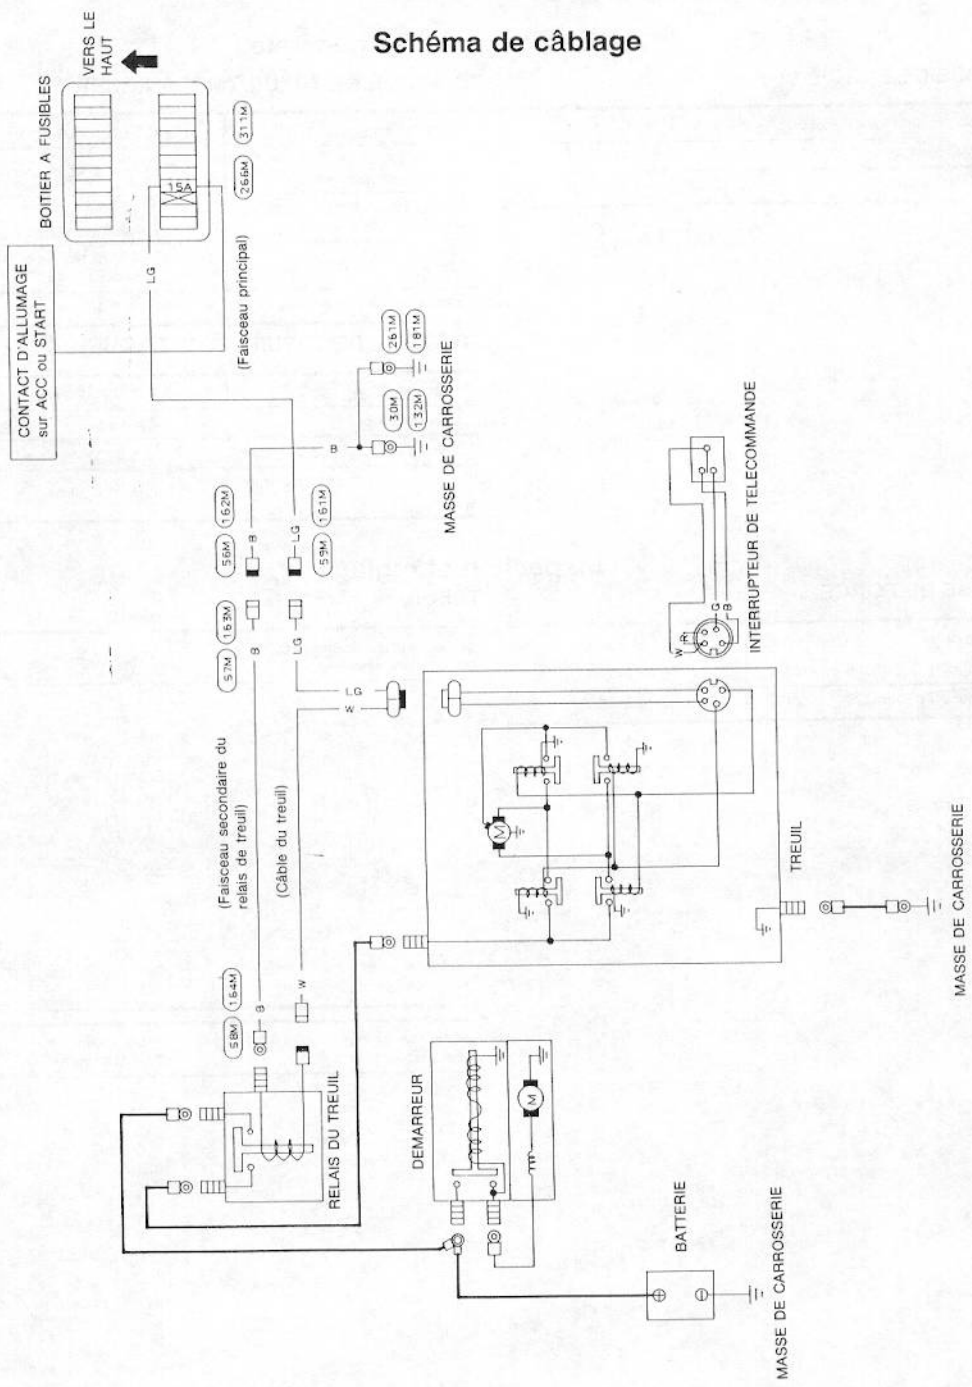 Schéma de câblage
VERS LE
HAUT
BOITIER A FUSIBLES
15A
311M
266M
CONTACT D'ALLUMAGE
sur ACC ou START
LG
(Faisceau principal)
261M
181M
30M
132M
MASSE DE CARROSSERIE
B
162M
56M
B
LG
161M
59M
163M
57M
B
LG
LG
W
INTERRUPTEUR DE TELECOMMANDE
W
R
G
B
(Faisceau secondaire du
relais de treuil)
(Câble du treuil)
M
TREUIL
MASSE DE CARROSSERIE
164M
58M
B
W
RELAIS DU TREUIL
DEMARREUR
M
BATTERIE
+
−
MASSE DE CARROSSERIE